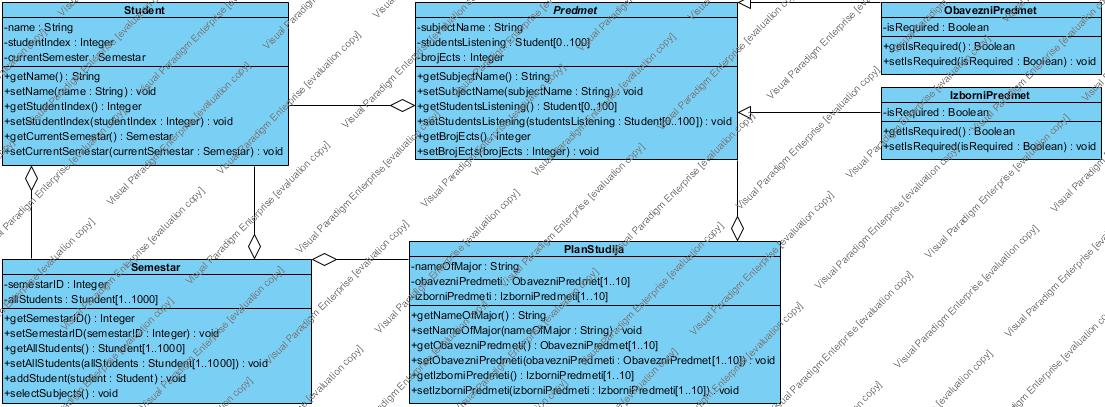 Student
-name : String
-studentIndex : Integer
-currentSemester : Semestar
+getName() : String
+setName(name : String) : void
+getStudentIndex() : Integer
+setStudentIndex(studentIndex : Integer) : void
+getCurrentSemestar() : Semestar
+setCurrentSemestar(currentSemestar : Semestar) : void
Predmet
-subjectName : String
-studentsListening : Student[0..100]
-brojEcts : Integer
+getSubjectName() : String
+setSubjectName(subjectName : String) : void
+getStudentsListening() : Student[0..100]
+setStudentsListening(studentsListening : Student[0..100]) : void
+getBrojEcts() : Integer
+setBrojEcts(brojEcts : Integer) : void
ObavezniPredmet
-isRequired : Boolean
+getIsRequired() : Boolean
+setIsRequired(isRequired : Boolean) : void
IzborniPredmet
-isRequired : Boolean
+getIsRequired() : Boolean
+setIsRequired(isRequired : Boolean) : void
Semestar
-semestarID : Integer
-allStudents : Stundent[1..1000]
+getSemestarID() : Integer
+setSemestarID(semestarID : Integer) : void
+getAllStudents() : Stundent[1..1000]
+setAllStudents(allStudents : Stundent[1..1000]) : void
+addStudent(student : Student) : void
+selectSubjects() : void
PlanStudija
-nameOfMajor : String
-obavezniPredmeti : ObavezniPredmet[1..10]
-izborniPredmeti : IzborniPredmeti[1..10]
+getNameOfMajor() : String
+setNameOfMajor(nameOfMajor : String) : void
+getObavezniPredmeti() : ObavezniPredmet[1..10]
+setObavezniPredmeti(obavezniPredmeti : ObavezniPredmet[1..10]) : void
+getIzborniPredmeti() : IzborniPredmeti[1..10]
+setIzborniPredmeti(izborniPredmeti : IzborniPredmeti[1..10]) : void
Visual Paradigm Enterprise [evaluation copy]